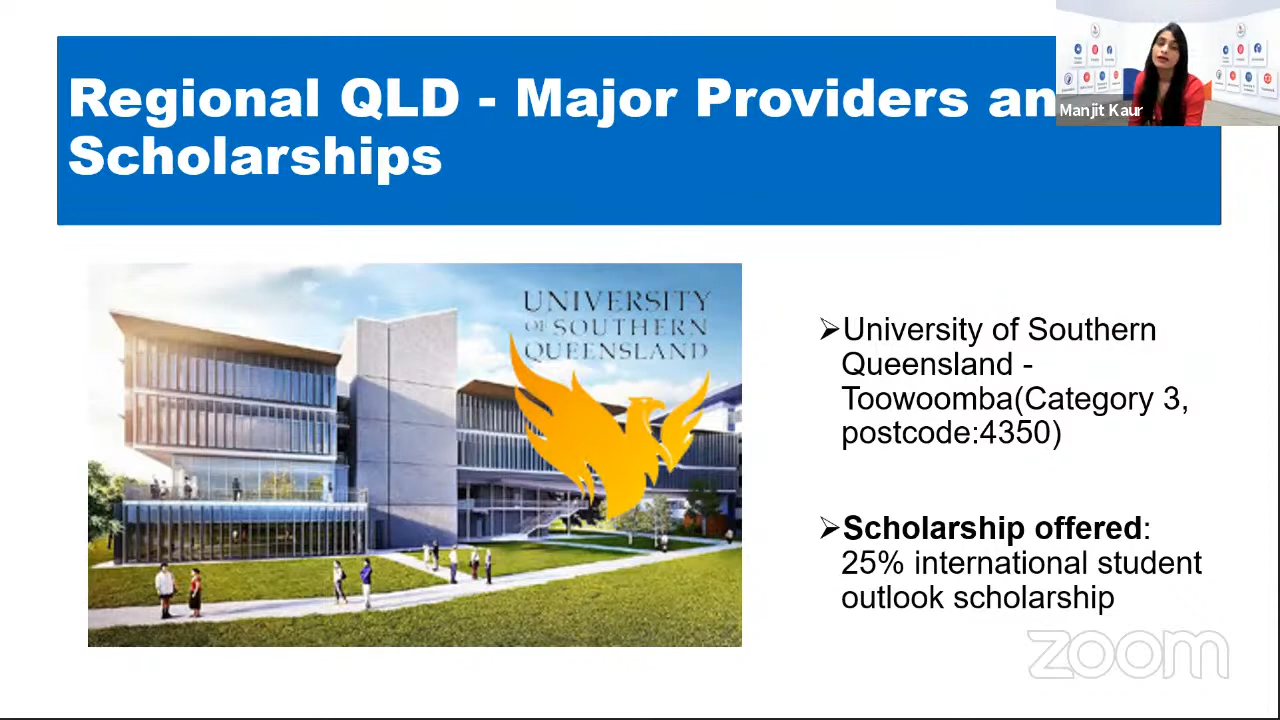 Regional QLD - Major Providers an
Scholarships
Manjit Kaur
UNIVERSITY
OF SOUTHERN
QUEENSLAND
➢University of Southern
Queensland -
Toowoomba(Category 3,
postcode:4350)
➢Scholarship offered:
25% international student
outlook scholarship
zoom